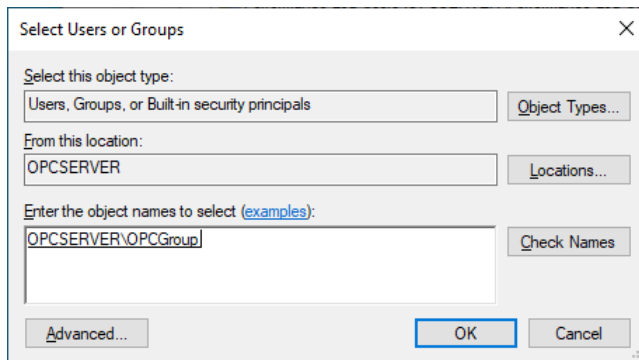 Select Users or Groups
Select this object type:
Users, Groups, or Built-in security principals
Object Types...
From this location:
OPCSERVER
Locations...
Enter the object names to select (examples):
OPCSERVER\OPCGroup
Check Names
Advanced...
OK
Cancel